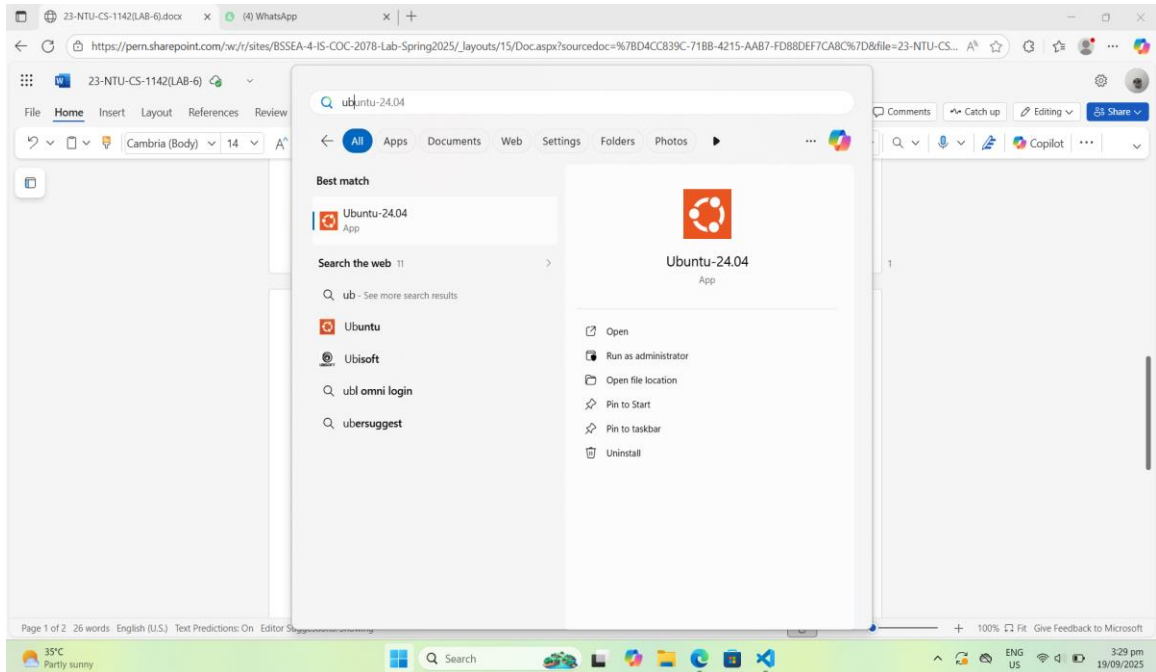 23-NTU-CS-1142(LAB-6).docx
(4) WhatsApp
https://pern.sharepoint.com/:w:/r/sites/BSSEA-4-IS-COC-2078-Lab-Spring2025/_layouts/15/Doc.aspx?sourcedoc=%7BD4CC839C-71BB-4215-AAB7-FD88DEF7CA8C%7D&file=23-NTU-CS...
23-NTU-CS-1142(LAB-6)
File Home Insert Layout References Review
Comments Catch up Editing Share
Cambria (Body) 14
Copilot
ubuntu-24.04
All Apps Documents Web Settings Folders Photos
Best match
Ubuntu-24.04
App
Search the web 11
ub - See more search results
Ubuntu
Ubisoft
ubl omni login
ubersuggest
Ubuntu-24.04
App
Open
Run as administrator
Open file location
Pin to Start
Pin to taskbar
Uninstall
1
Page 1 of 2 26 words English (U.S.) Text Predictions: On Editor
100% Fit Give Feedback to Microsoft
35°C
Partly sunny
Search
ENG
US
3:29 pm
19/09/2025